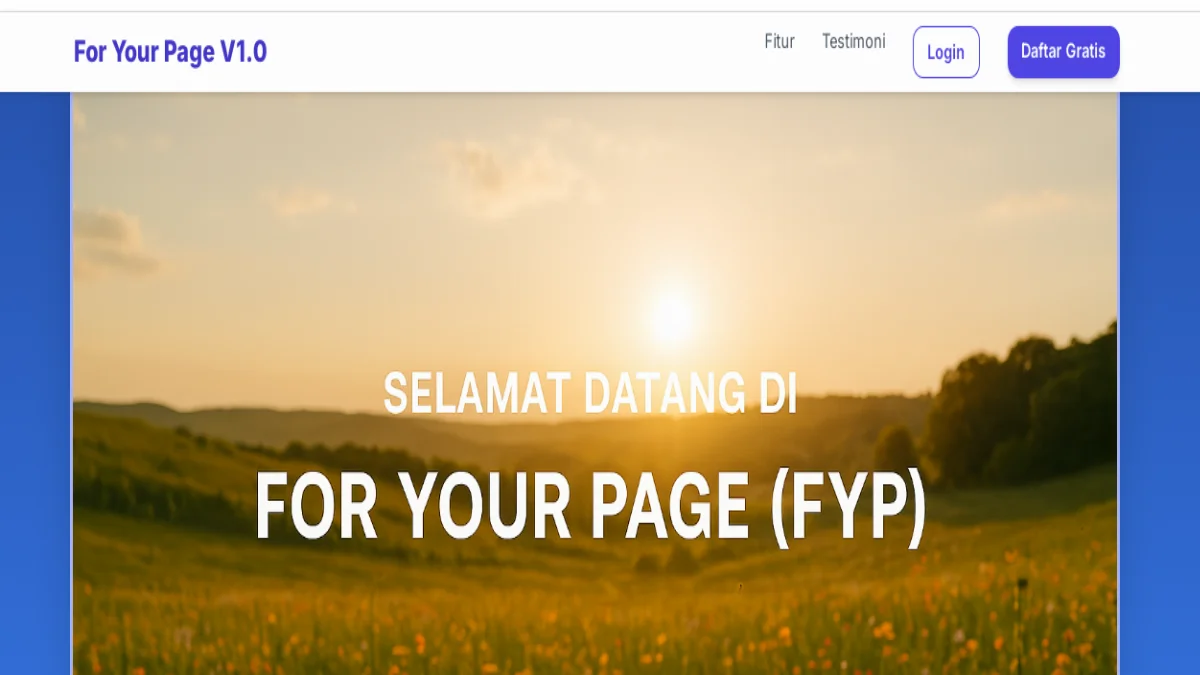 For Your Page V1.0
Fitur
Testimoni
Login
Daftar Gratis
SELAMAT DATANG DI
FOR YOUR PAGE (FYP)